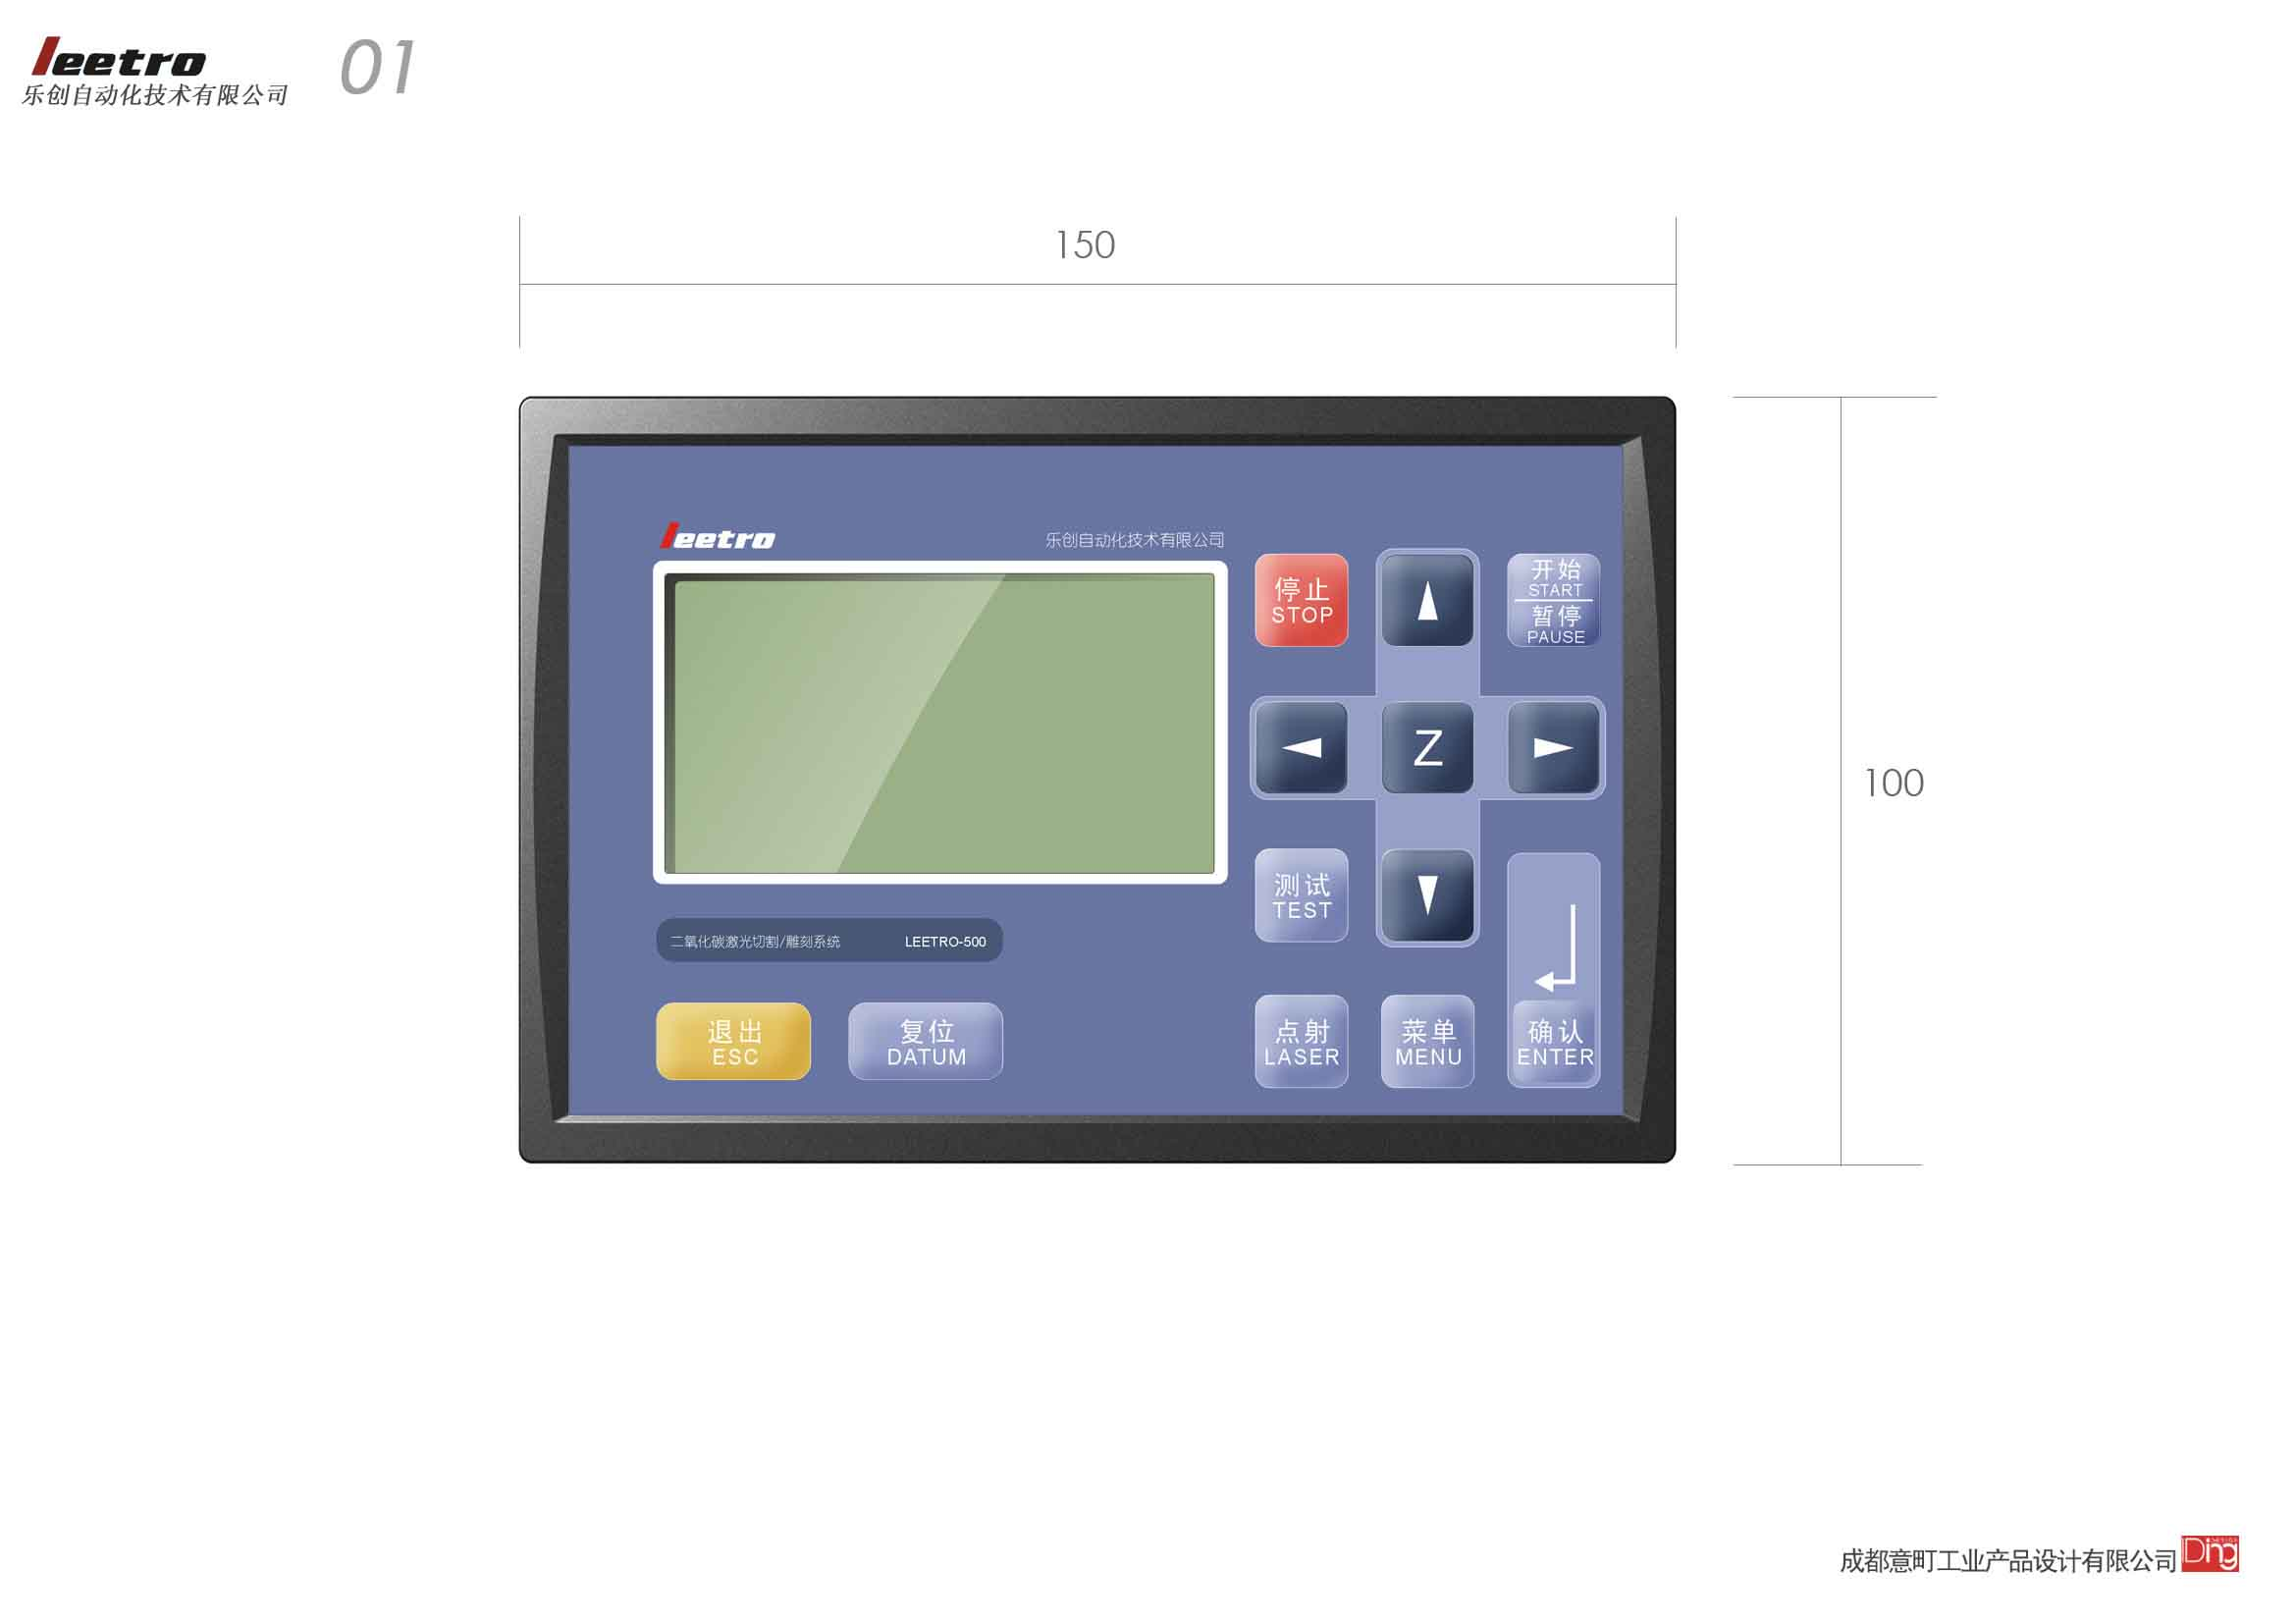 leetro
乐创自动化技术有限公司
01
150
100
leetro
乐创自动化技术有限公司
停止
STOP
开始
START
暂停
PAUSE
Z
测试
TEST
二氧化碳激光切割/雕刻系统 LEETRO-500
退出
ESC
复位
DATUM
点射
LASER
菜单
MENU
确认
ENTER
成都意町工业产品设计有限公司
Ding